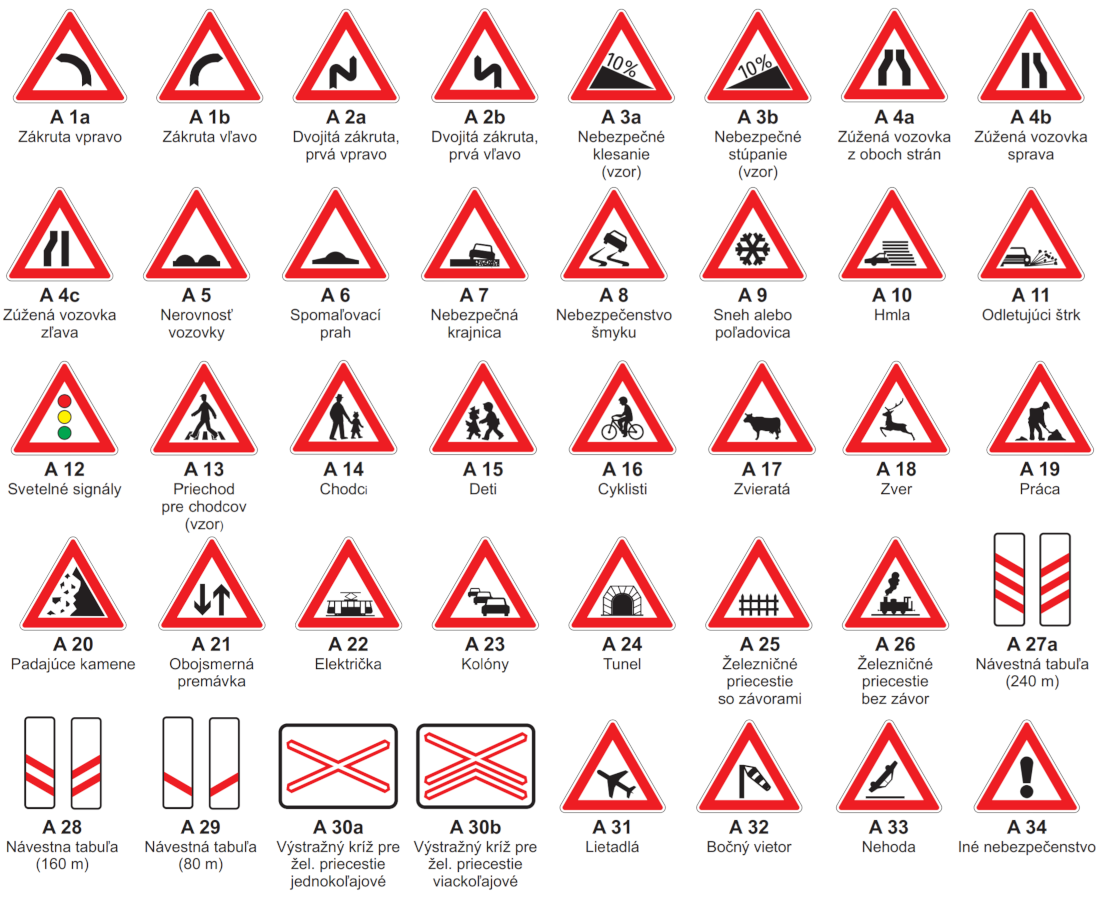 10%
10%
A 1a
Zákruta vpravo
A 1b
Zákruta vľavo
A 2a
Dvojitá zákruta,
prvá vpravo
A 2b
Dvojitá zákruta,
prvá vľavo
A 3a
Nebezpečné
klesanie
(vzor)
A 3b
Nebezpečné
stúpanie
(vzor)
A 4a
Zúžená vozovka
z oboch strán
A 4b
Zúžená vozovka
sprava
A 4c
Zúžená vozovka
zľava
A 5
Nerovnosť
vozovky
A 6
Spomaľovací
prah
A 7
Nebezpečná
krajnica
A 8
Nebezpečenstvo
šmyku
A 9
Sneh alebo
poľadovica
A 10
Hmla
A 11
Odletujúci štrk
A 12
Svetelné signály
A 13
Priechod
pre chodcov
(vzor)
A 14
Chodci
A 15
Deti
A 16
Cyklisti
A 17
Zvieratá
A 18
Zver
A 19
Práca
A 20
Padajúce kamene
A 21
Obojsmerná
premávka
A 22
Električka
A 23
Kolóny
A 24
Tunel
A 25
Železničné
priecestie
so závorami
A 26
Železničné
priecestie
bez závor
A 27a
Návestná tabuľa
(240 m)
A 28
Návestna tabuľa
(160 m)
A 29
Návestná tabuľa
(80 m)
A 30a
Výstražný kríž pre
žel. priecestie
jednokoľajové
A 30b
Výstražný kríž pre
žel. priecestie
viackoľajové
A 31
Lietadlá
A 32
Bočný vietor
A 33
Nehoda
A 34
Iné nebezpečenstvo